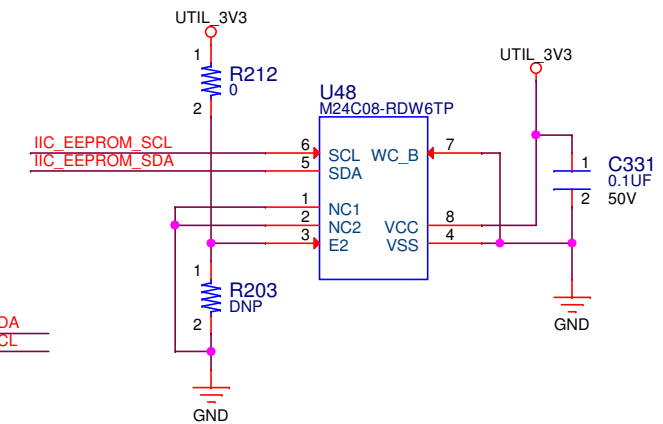 UTIL_3V3
1
R212
0
2
UTIL_3V3
U48
M24C08-RDW6TP
IIC_EEPROM_SCL
6
SCL
WC_B
7
IIC_EEPROM_SDA
5
SDA
1
C331
0.1UF
2
50V
1
NC1
2
NC2
VCC
8
3
E2
VSS
4
1
R203
DNP
2
DA
CL
GND
GND